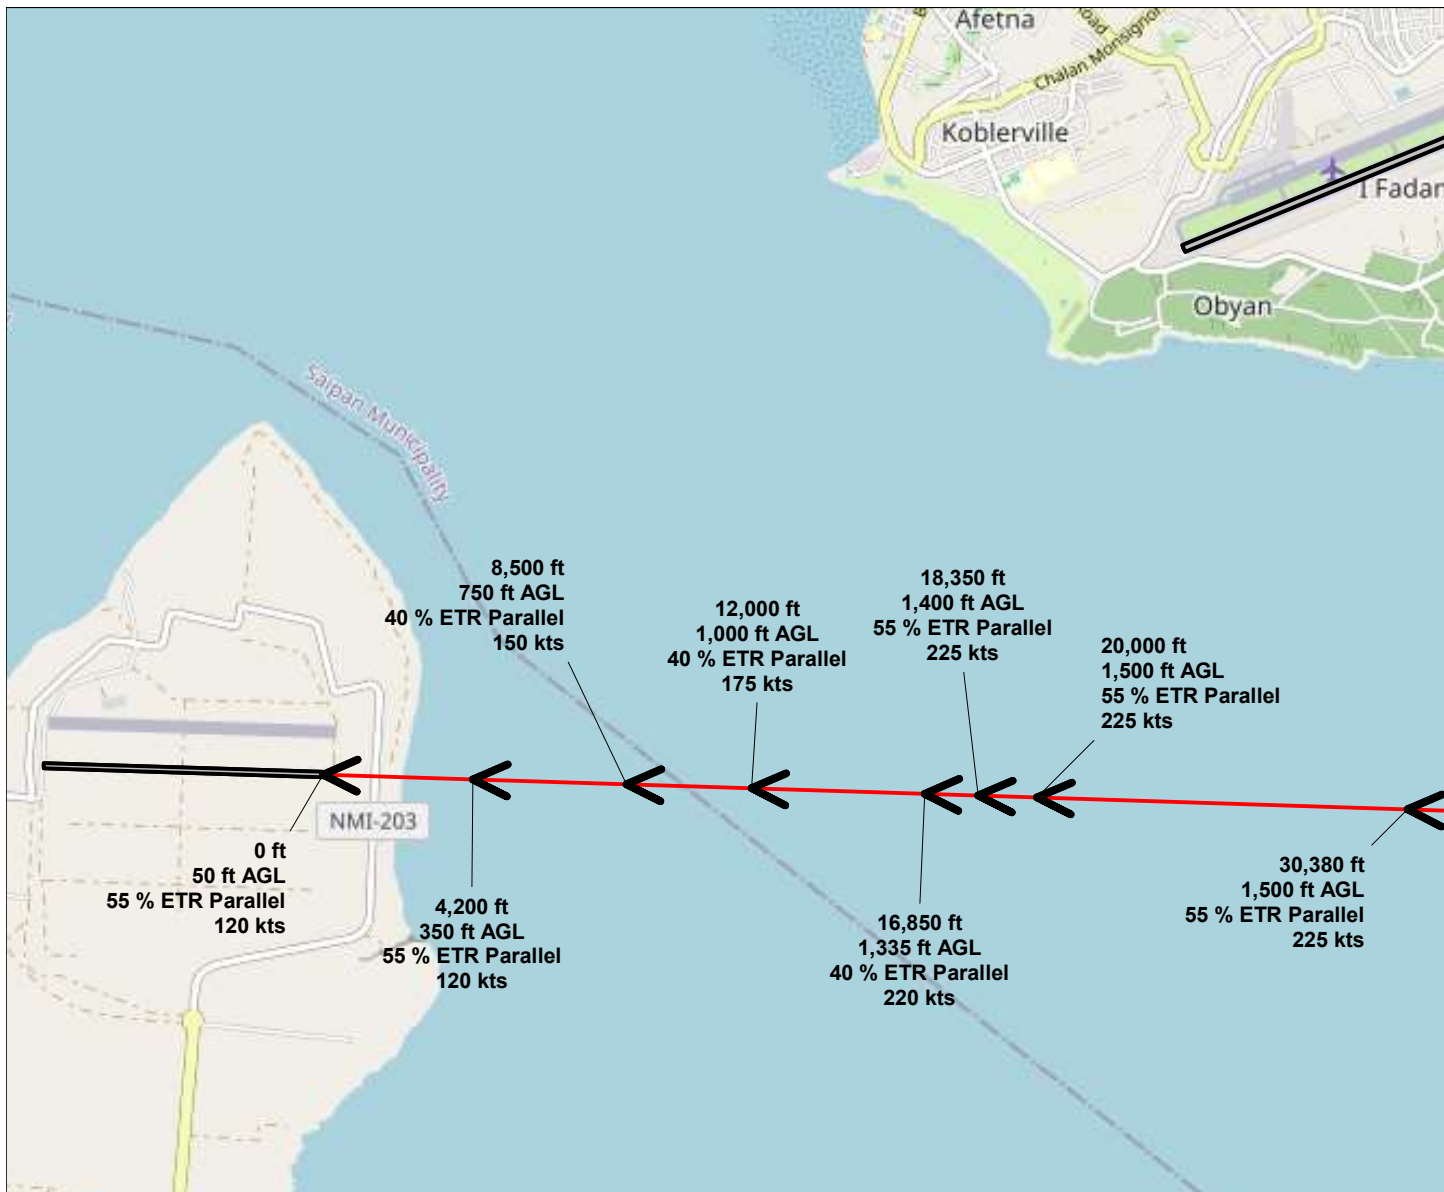 Afetna
Road
Chalan Monsignor
Koblerville
I Fadan
Obyan
Saipan Municipality
8,500 ft
750 ft AGL
40 % ETR Parallel
150 kts
12,000 ft
1,000 ft AGL
40 % ETR Parallel
175 kts
18,350 ft
1,400 ft AGL
55 % ETR Parallel
225 kts
20,000 ft
1,500 ft AGL
55 % ETR Parallel
225 kts
NMI-203
0 ft
50 ft AGL
55 % ETR Parallel
120 kts
4,200 ft
350 ft AGL
55 % ETR Parallel
120 kts
16,850 ft
1,335 ft AGL
40 % ETR Parallel
220 kts
30,380 ft
1,500 ft AGL
55 % ETR Parallel
225 kts